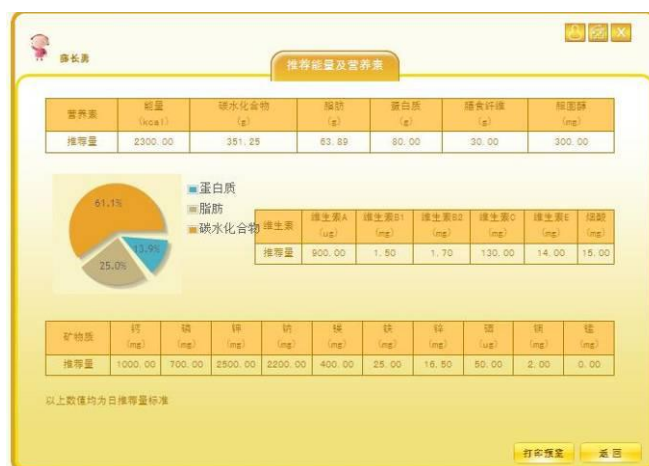 推荐能量及营养素
营养素 能量(kcal) 碳水化合物(g) 脂肪(g) 蛋白质(g) 膳食纤维(g) 胆固醇(mg)
推荐量 2300.00 351.25 63.89 80.00 30.00 300.00
61.1%
13.9%
25.0%
蛋白质
脂肪
碳水化合物
维生素 维生素A(ug) 维生素B1(mg) 维生素B2(mg) 维生素C(mg) 维生素E(mg) 烟酸(mg)
推荐量 900.00 1.50 1.70 130.00 14.00 15.00
矿物质 钙(mg) 磷(mg) 钾(mg) 钠(mg) 镁(mg) 铁(mg) 锌(mg) 硒(ug) 铜(mg) 锰(mg)
推荐量 1000.00 700.00 2500.00 2200.00 400.00 25.00 16.50 50.00 2.00 0.00
以上数值均为日推荐量标准
打印预览 返回